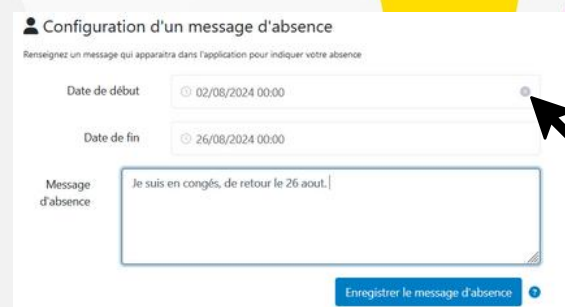 Configuration d'un message d'absence
Renseignez un message qui apparaitra dans l'application pour indiquer votre absence
Date de début
02/08/2024 00:00
Date de fin
26/08/2024 00:00
Message
d'absence
Je suis en congés, de retour le 26 aout.
Enregistrer le message d'absence